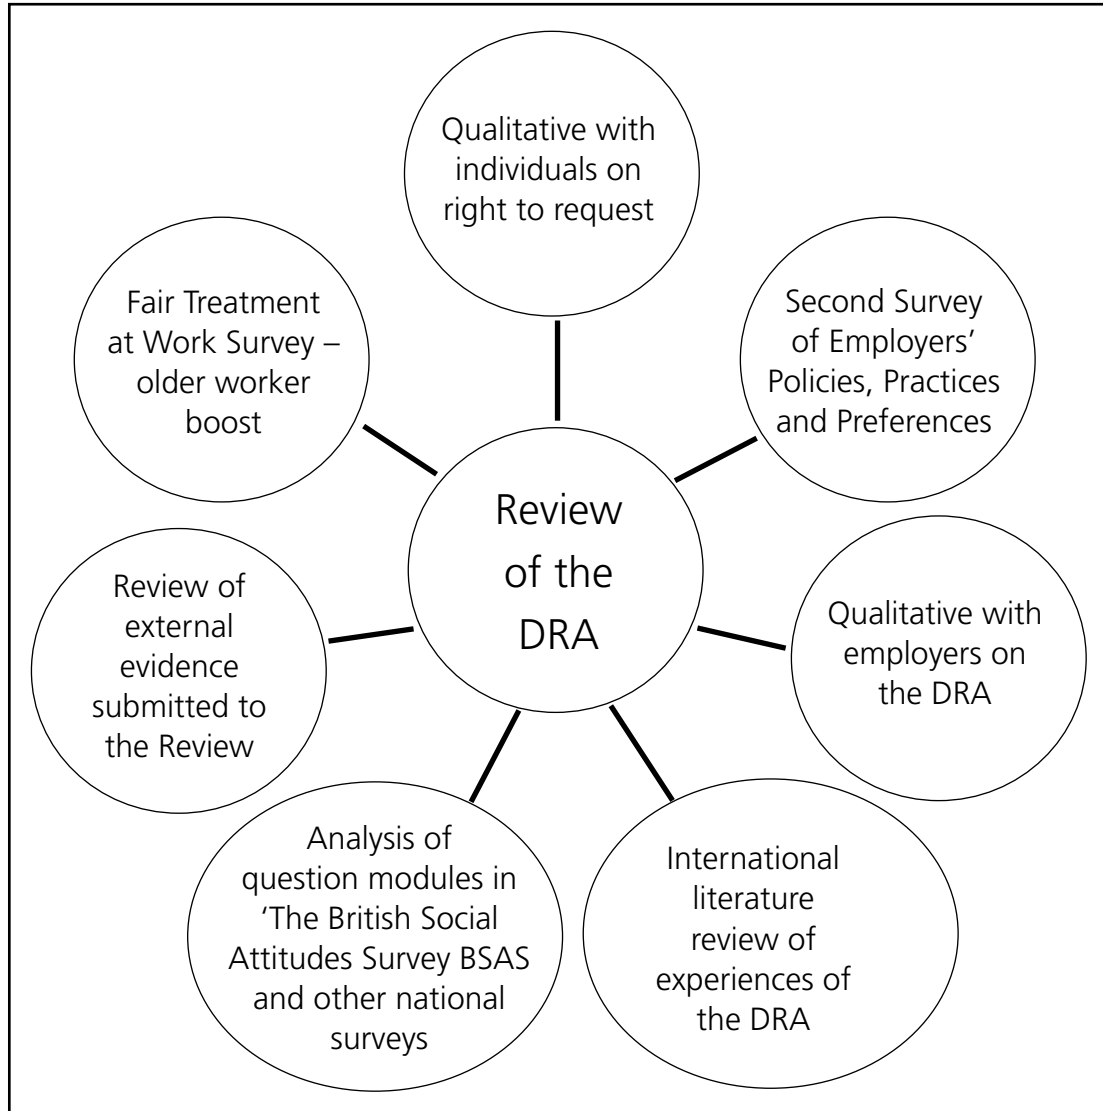 Qualitative with
individuals on
right to request
Fair Treatment
at Work Survey –
older worker
boost
Second Survey
of Employers’
Policies, Practices
and Preferences
Review
of the
DRA
Review of
external
evidence
submitted to
the Review
Qualitative with
employers on
the DRA
Analysis of
question modules in
‘The British Social
Attitudes Survey BSAS
and other national
surveys
International
literature
review of
experiences of
the DRA